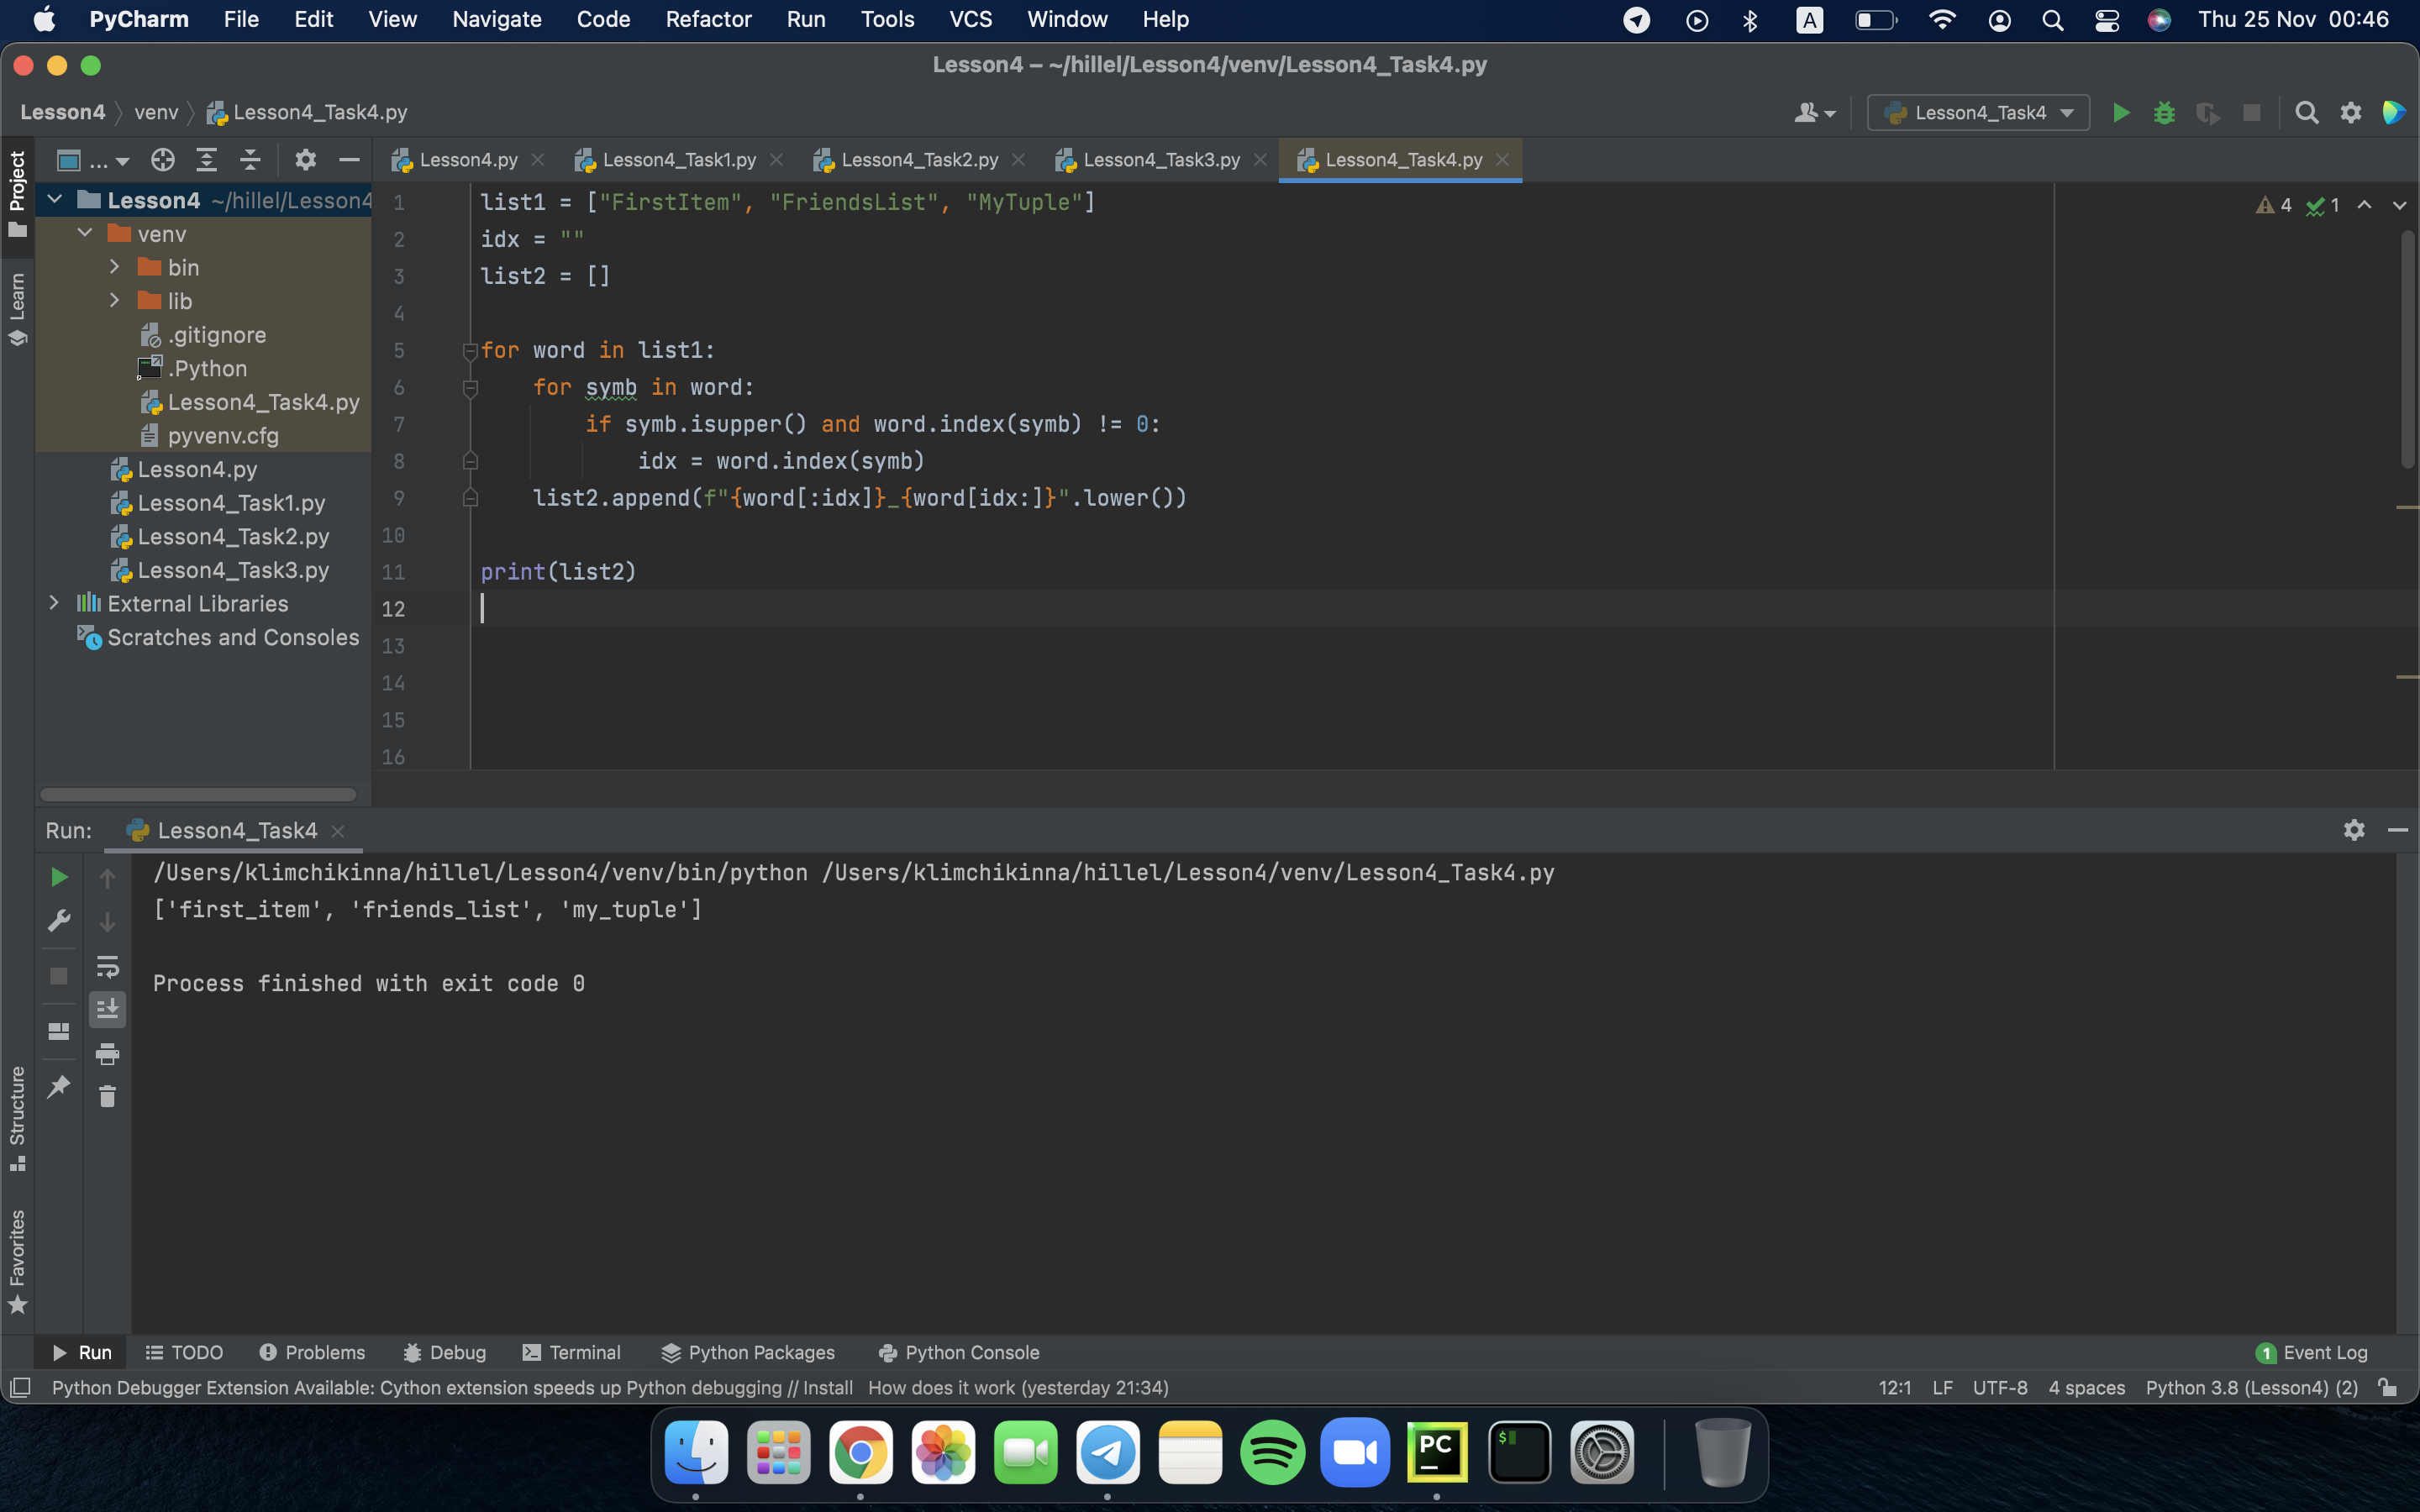 PyCharm File Edit View Navigate Code Refactor Run Tools VCS Window Help A Thu 25 Nov 00:46
Lesson4 – ~/hillel/Lesson4/venv/Lesson4_Task4.py
Lesson4 venv Lesson4_Task4.py Lesson4_Task4
Project
Learn
Structure
Favorites
... Lesson4.py Lesson4_Task1.py Lesson4_Task2.py Lesson4_Task3.py Lesson4_Task4.py
Lesson4 ~/hillel/Lesson4
venv
bin
lib
.gitignore
.Python
Lesson4_Task4.py
pyvenv.cfg
Lesson4.py
Lesson4_Task1.py
Lesson4_Task2.py
Lesson4_Task3.py
External Libraries
Scratches and Consoles
1 list1 = ["FirstItem", "FriendsList", "MyTuple"]
2 idx = ""
3 list2 = []
4
5 for word in list1:
6     for symb in word:
7         if symb.isupper() and word.index(symb) != 0:
8             idx = word.index(symb)
9     list2.append(f"{word[:idx]}_{word[idx:]}".lower())
10
11 print(list2)
12
13
14
15
16
4 1
Run: Lesson4_Task4
/Users/klimchikinna/hillel/Lesson4/venv/bin/python /Users/klimchikinna/hillel/Lesson4/venv/Lesson4_Task4.py
['first_item', 'friends_list', 'my_tuple']
Process finished with exit code 0
Run TODO Problems Debug Terminal Python Packages Python Console 1 Event Log
Python Debugger Extension Available: Cython extension speeds up Python debugging // Install How does it work (yesterday 21:34) 12:1 LF UTF-8 4 spaces Python 3.8 (Lesson4) (2)
PC
$